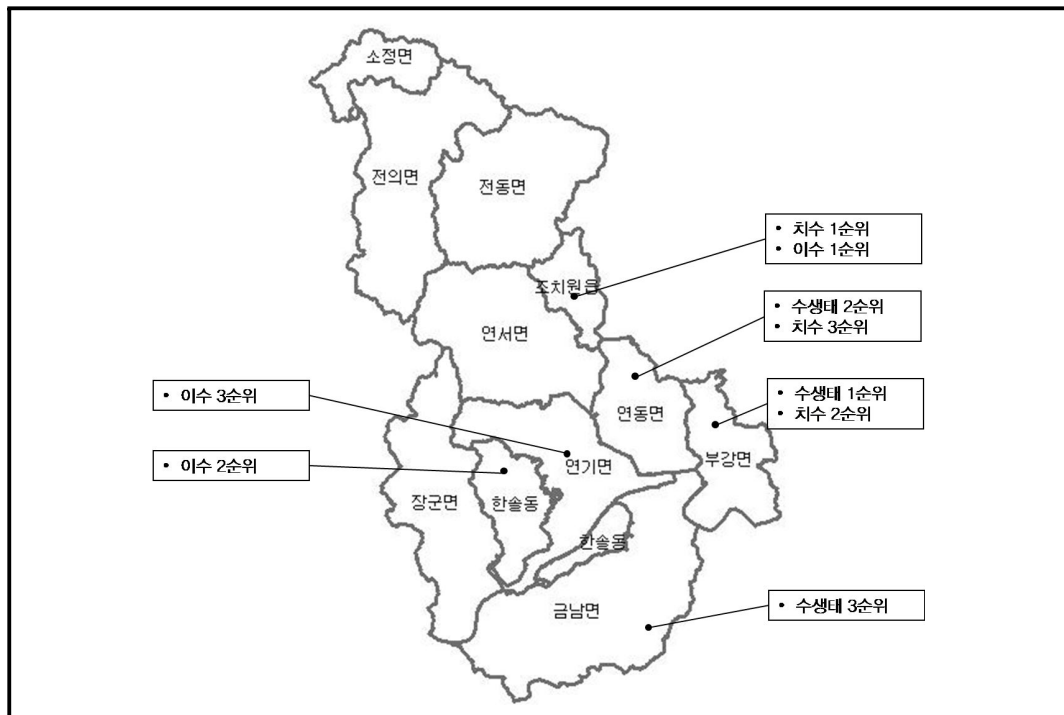 소정면
전의면
전동면
• 치수 1순위
• 이수 1순위
조치원읍
• 수생태 2순위
• 치수 3순위
연서면
• 이수 3순위
• 수생태 1순위
• 치수 2순위
연동면
부강면
• 이수 2순위
연기면
장군면
한솔동
한솔동
• 수생태 3순위
금남면